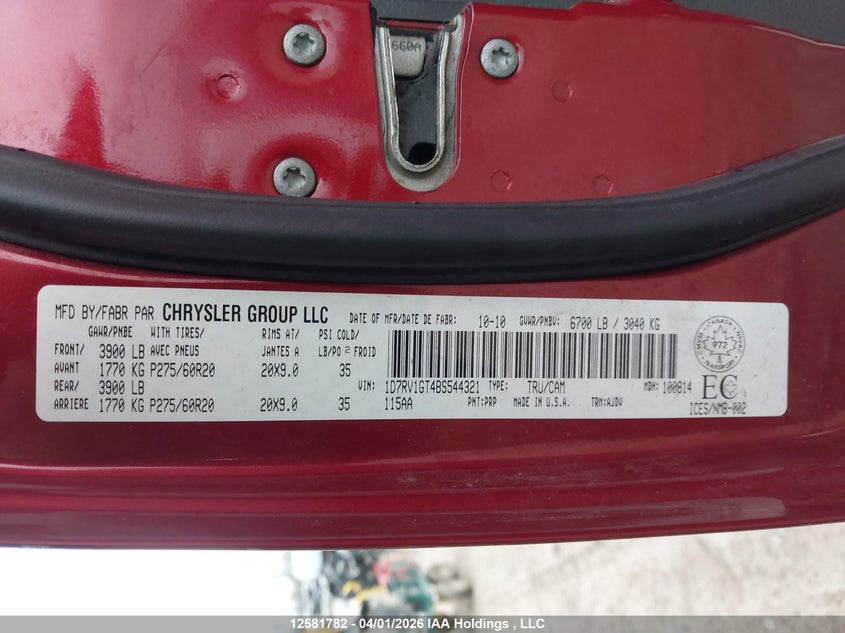 660A
MFD BY/FABR PAR CHRYSLER GROUP LLC DATE OF MFR/DATE DE FABR: 10-10 GVWR/PNBV: 6700 LB / 3040 KG
GAWR/PNBE WITH TIRES/ RIMS AT/ PSI COLD/
FRONT/ 3900 LB AVEC PNEUS JANTES A LB/PO 2 FROID
AVANT 1770 KG P275/60R20 20X9.0 35
REAR/ 3900 LB VIN: 1D7RV1GT4BS544321 TYPE: TRU/CAM MDH: 100814
ARRIERE 1770 KG P275/60R20 20X9.0 35 115AA PNT:PRP MADE IN U.S.A. TRM:AJDV
CANADA
972
TRANSPORT
EC
ICES/NMB-002
12581782 - 04/01/2026 IAA Holdings , LLC